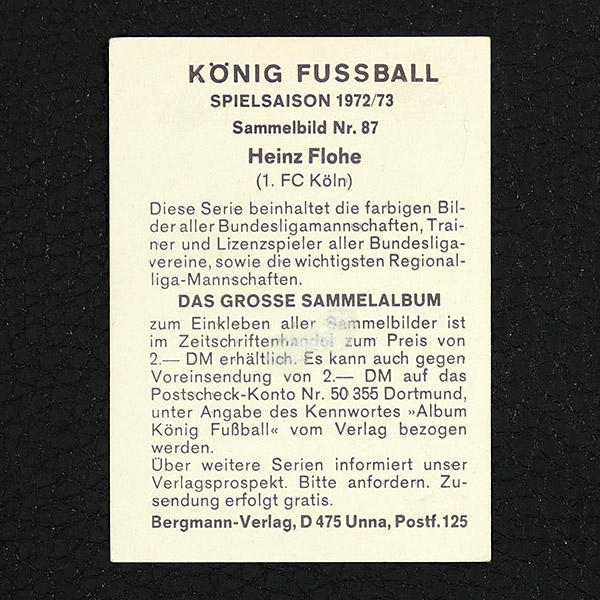 KÖNIG FUSSBALL
SPIELSAISON 1972/73
Sammelbild Nr. 87
Heinz Flohe
(1. FC Köln)
Diese Serie beinhaltet die farbigen Bil-
der aller Bundesligamannschaften, Trai-
ner und Lizenzspieler aller Bundesliga-
vereine, sowie die wichtigsten Regional-
liga-Mannschaften.
DAS GROSSE SAMMELALBUM
zum Einkleben aller Sammelbilder ist
im Zeitschriftenhandel zum Preis von
2.— DM erhältlich. Es kann auch gegen
Voreinsendung von 2.— DM auf das
Postscheck-Konto Nr. 50 355 Dortmund,
unter Angabe des Kennwortes »Album
König Fußball« vom Verlag bezogen
werden.
Über weitere Serien informiert unser
Verlagsprospekt. Bitte anfordern. Zu-
sendung erfolgt gratis.
Bergmann-Verlag, D 475 Unna, Postf. 125